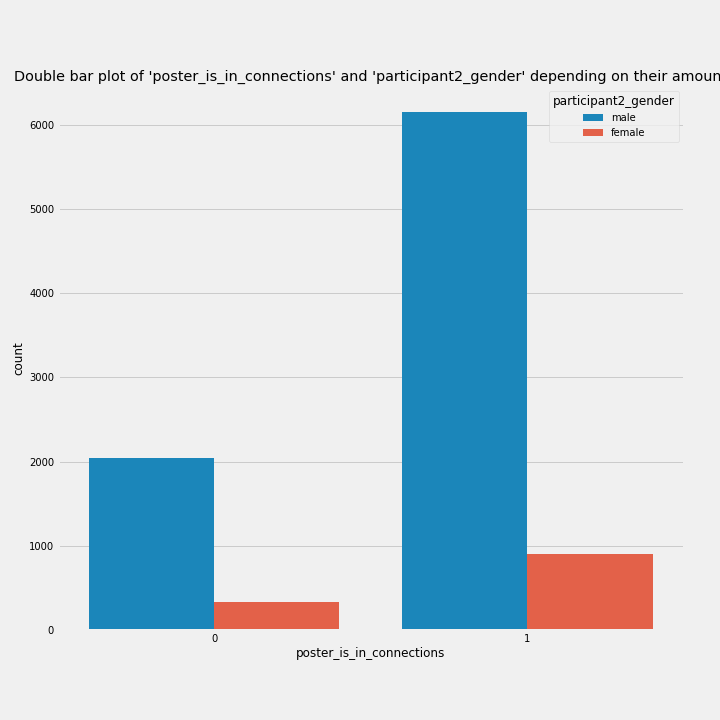 Double bar plot of 'poster_is_in_connections' and 'participant2_gender' depending on their amoun
participant2_gender
male
female
6000
5000
4000
3000
2000
1000
0
count
0 1
poster_is_in_connections